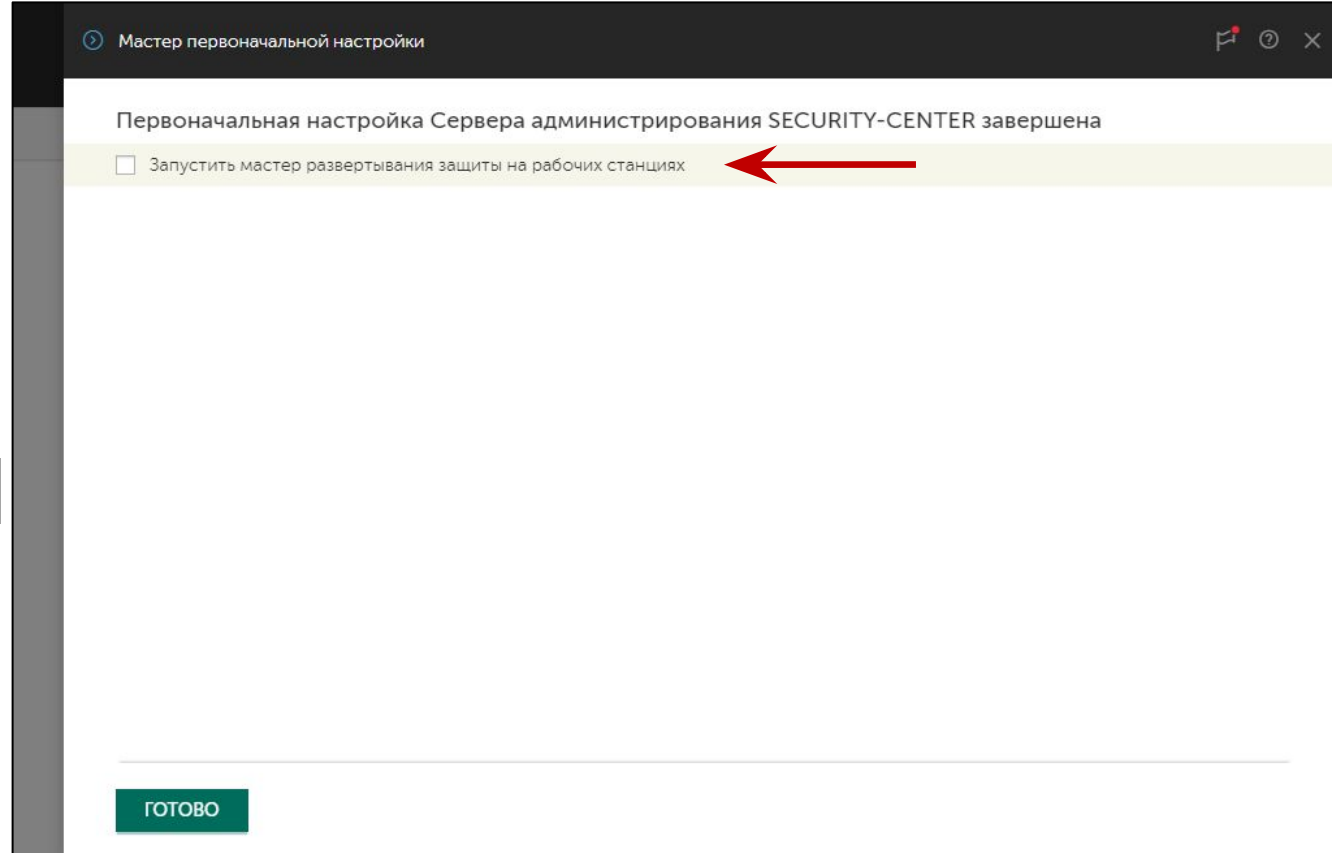 Мастер первоначальной настройки
Первоначальная настройка Сервера администрирования SECURITY-CENTER завершена
Запустить мастер развертывания защиты на рабочих станциях
ГОТОВО